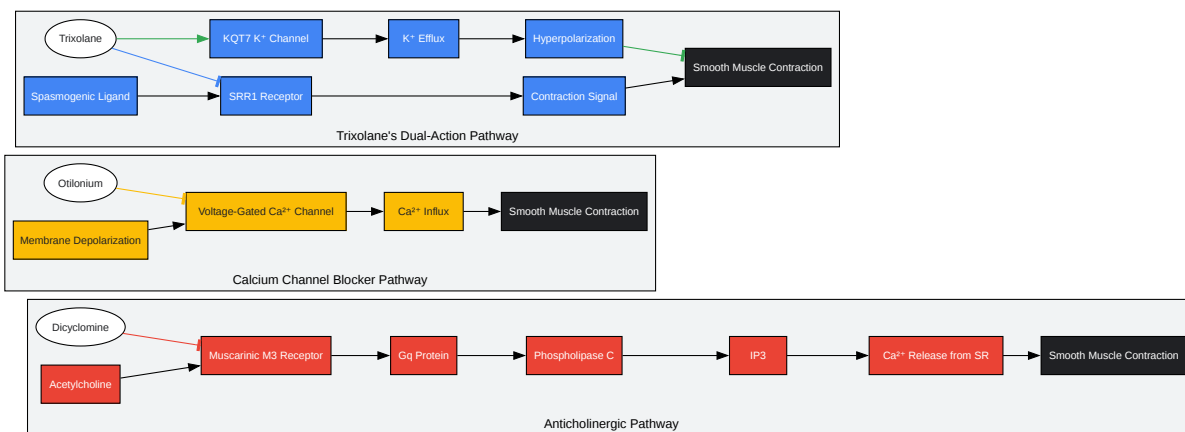 Trixolane
KQT7 K⁺ Channel
K⁺ Efflux
Hyperpolarization
Smooth Muscle Contraction
Spasmogenic Ligand
SRR1 Receptor
Contraction Signal
Trixolane's Dual-Action Pathway
Otilonium
Voltage-Gated Ca²⁺ Channel
Ca²⁺ Influx
Smooth Muscle Contraction
Membrane Depolarization
Calcium Channel Blocker Pathway
Dicyclomine
Muscarinic M3 Receptor
Gq Protein
Phospholipase C
IP3
Ca²⁺ Release from SR
Smooth Muscle Contraction
Acetylcholine
Anticholinergic Pathway